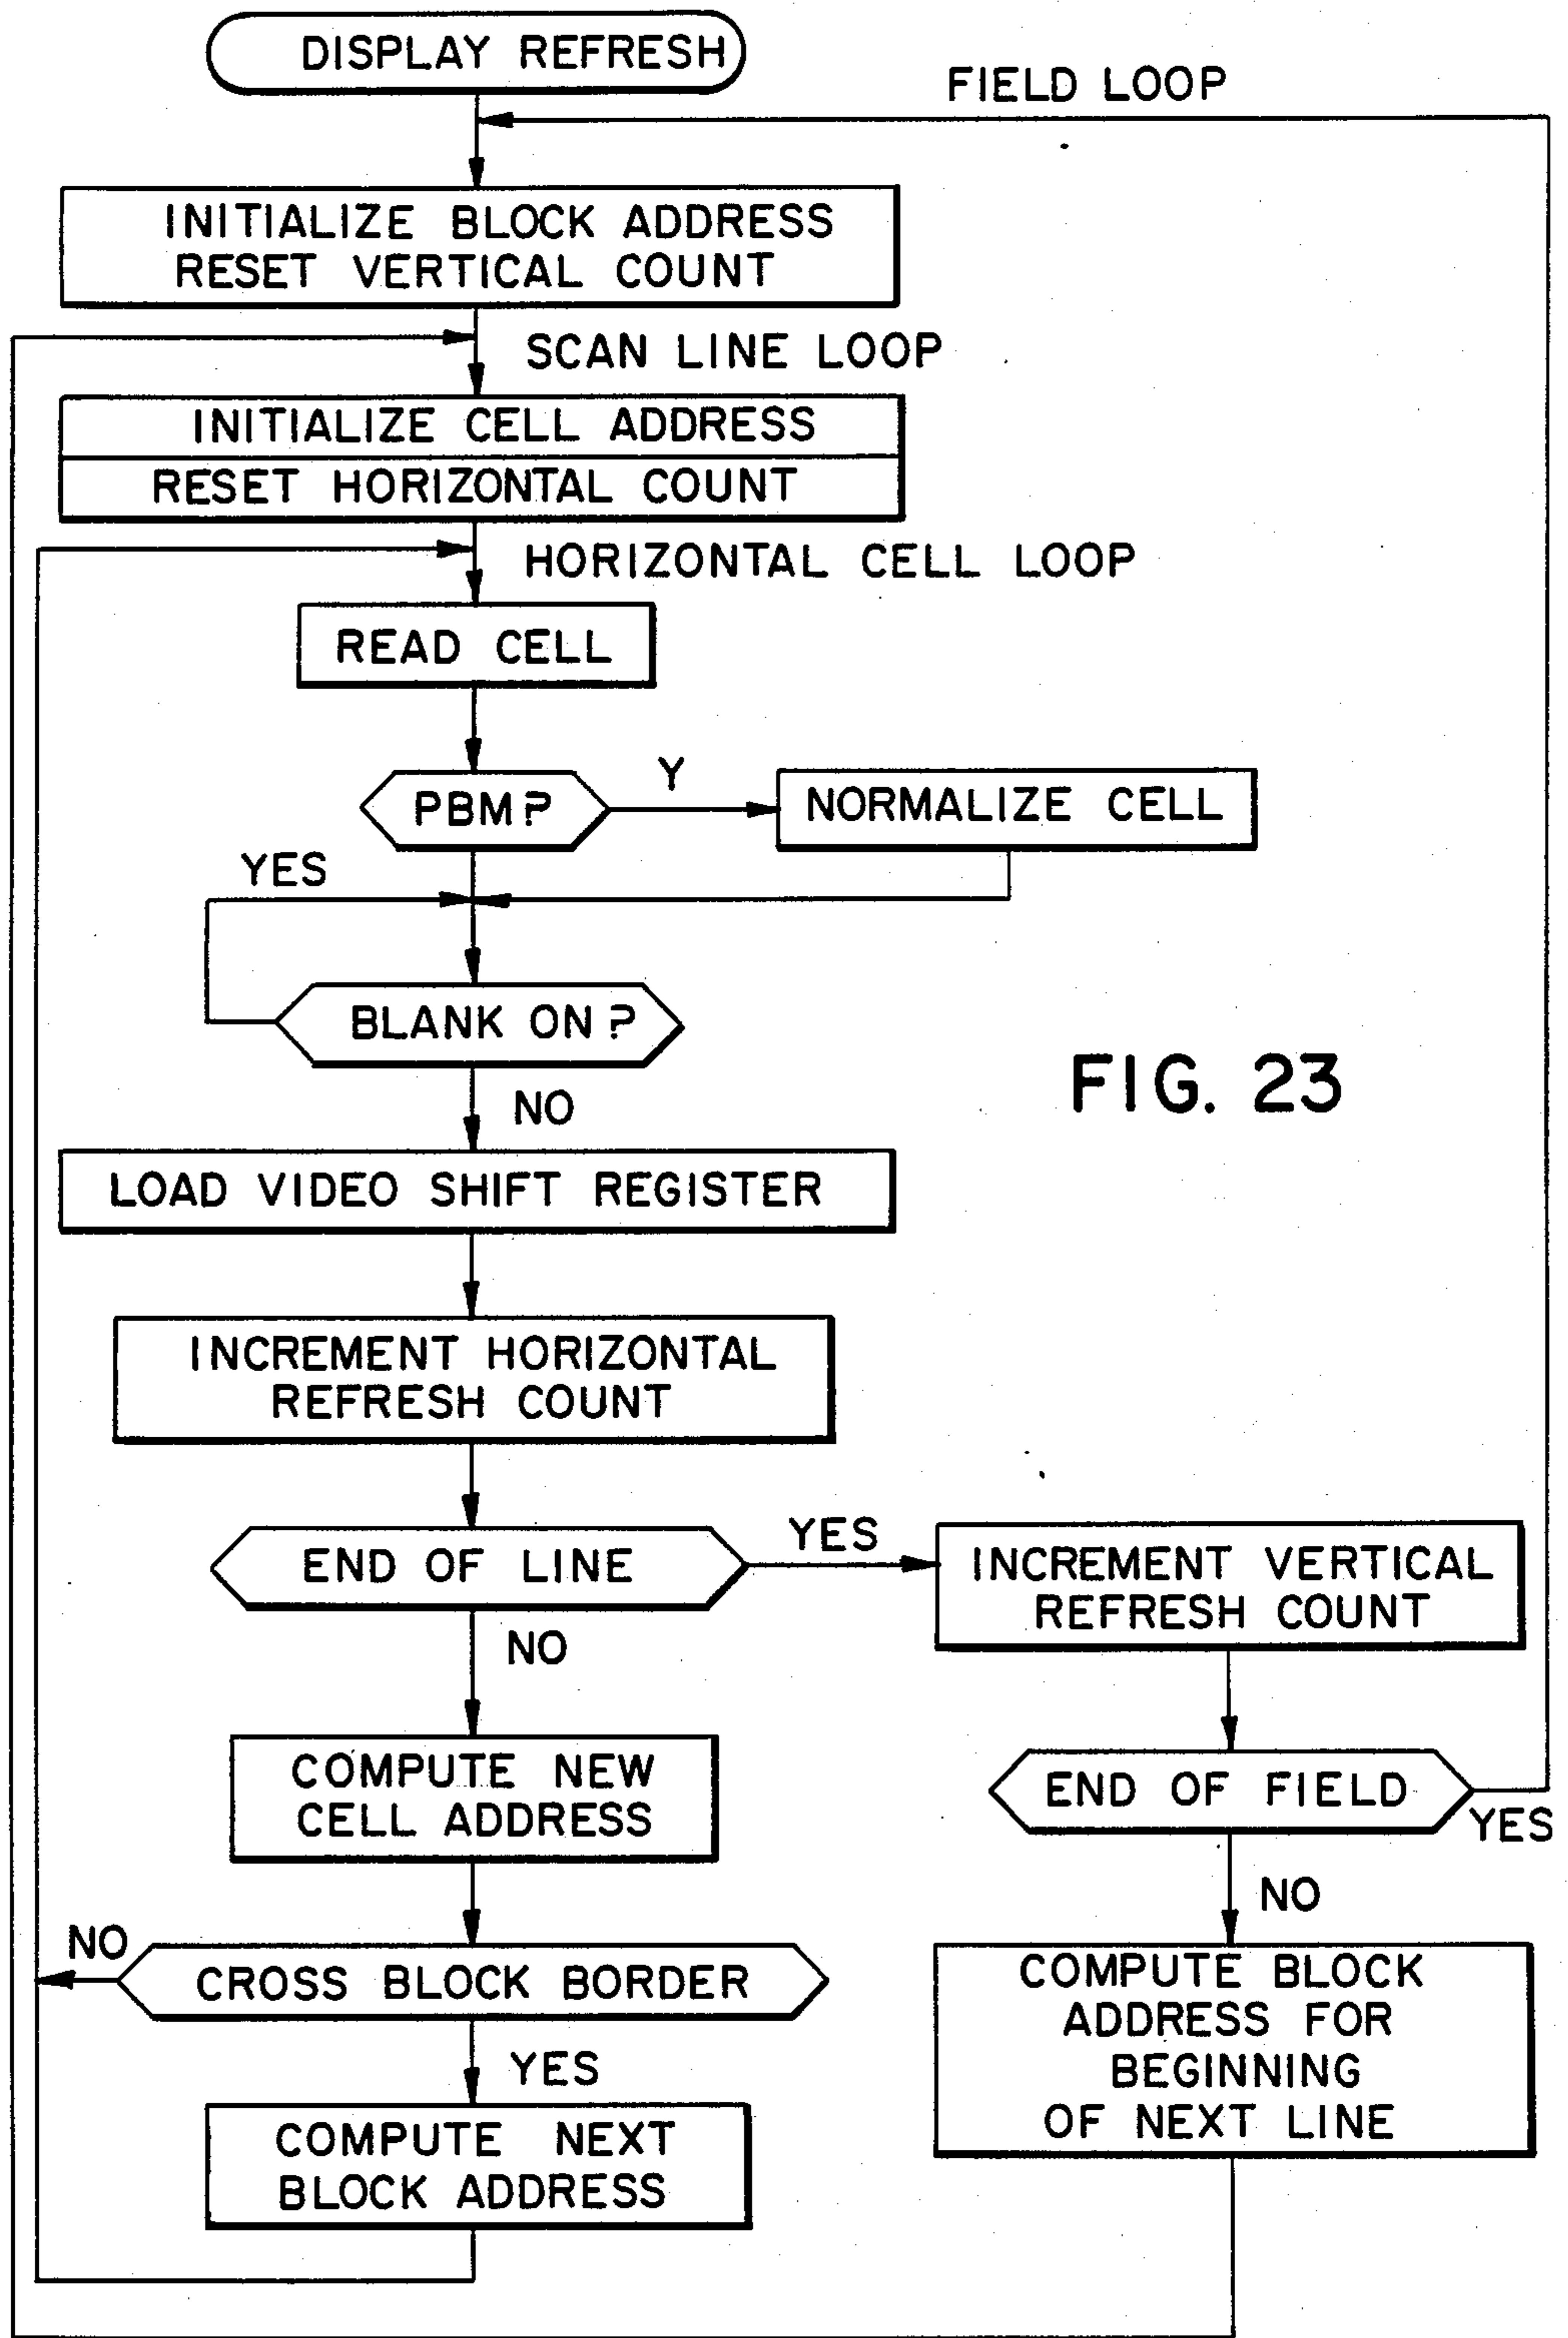 DISPLAY REFRESH
FIELD LOOP
INITIALIZE BLOCK ADDRESS
RESET VERTICAL COUNT
SCAN LINE LOOP
INITIALIZE CELL ADDRESS
RESET HORIZONTAL COUNT
HORIZONTAL CELL LOOP
READ CELL
PBM?
Y
NORMALIZE CELL
YES
BLANK ON?
NO
FIG. 23
LOAD VIDEO SHIFT REGISTER
INCREMENT HORIZONTAL
REFRESH COUNT
END OF LINE
YES
INCREMENT VERTICAL
REFRESH COUNT
NO
COMPUTE NEW
CELL ADDRESS
END OF FIELD
YES
NO
NO
CROSS BLOCK BORDER
COMPUTE BLOCK
ADDRESS FOR
BEGINNING
OF NEXT LINE
YES
COMPUTE NEXT
BLOCK ADDRESS